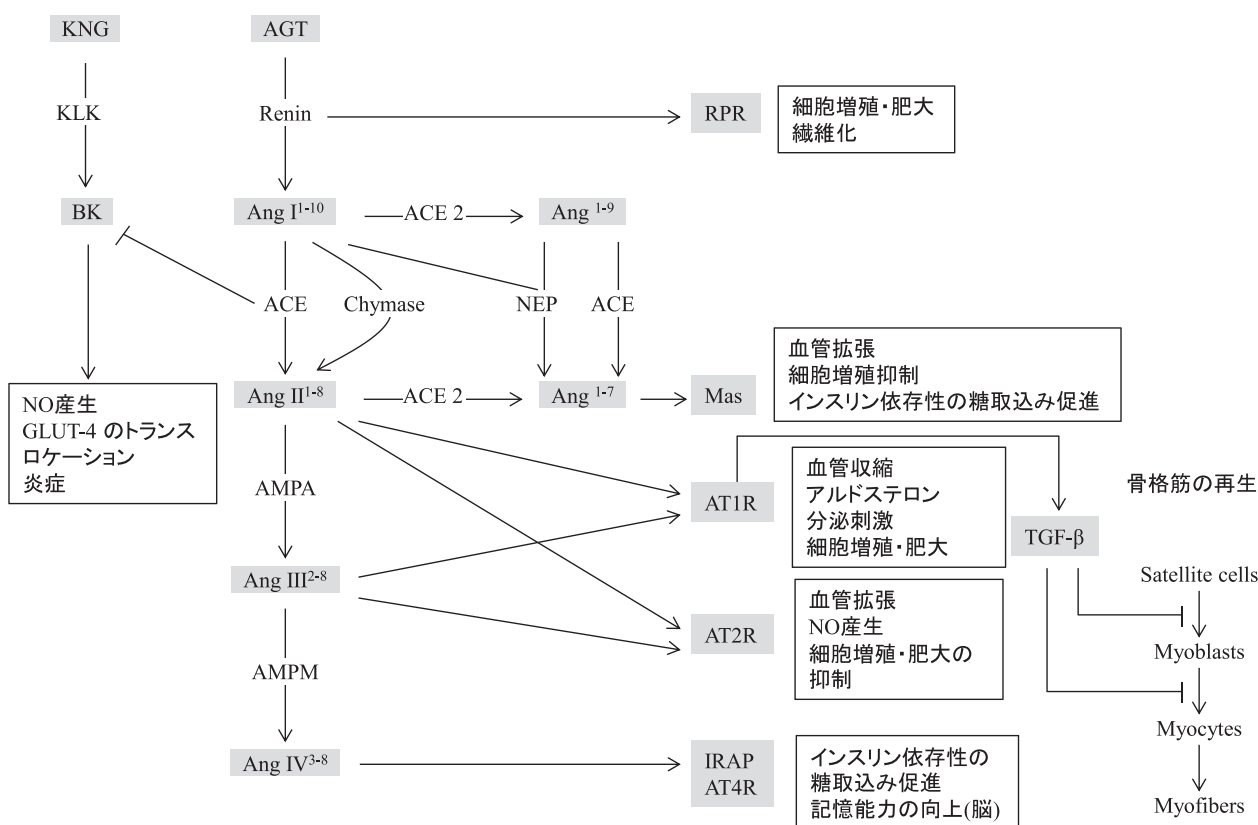 KNG
AGT
KLK
Renin
RPR
細胞増殖・肥大
繊維化
BK
Ang I1-10
ACE 2
Ang 1-9
ACE
Chymase
NEP
ACE
NO産生
GLUT-4 のトランス
ロケーション
炎症
Ang II1-8
ACE 2
Ang 1-7
Mas
血管拡張
細胞増殖抑制
インスリン依存性の糖取込み促進
AMPA
AT1R
血管収縮
アルドステロン
分泌刺激
細胞増殖・肥大
骨格筋の再生
TGF-β
Ang III2-8
Satellite cells
AT2R
血管拡張
NO産生
細胞増殖・肥大の
抑制
Myoblasts
AMPM
Myocytes
Ang IV3-8
IRAP
AT4R
インスリン依存性の
糖取込み促進
記憶能力の向上(脳)
Myofibers